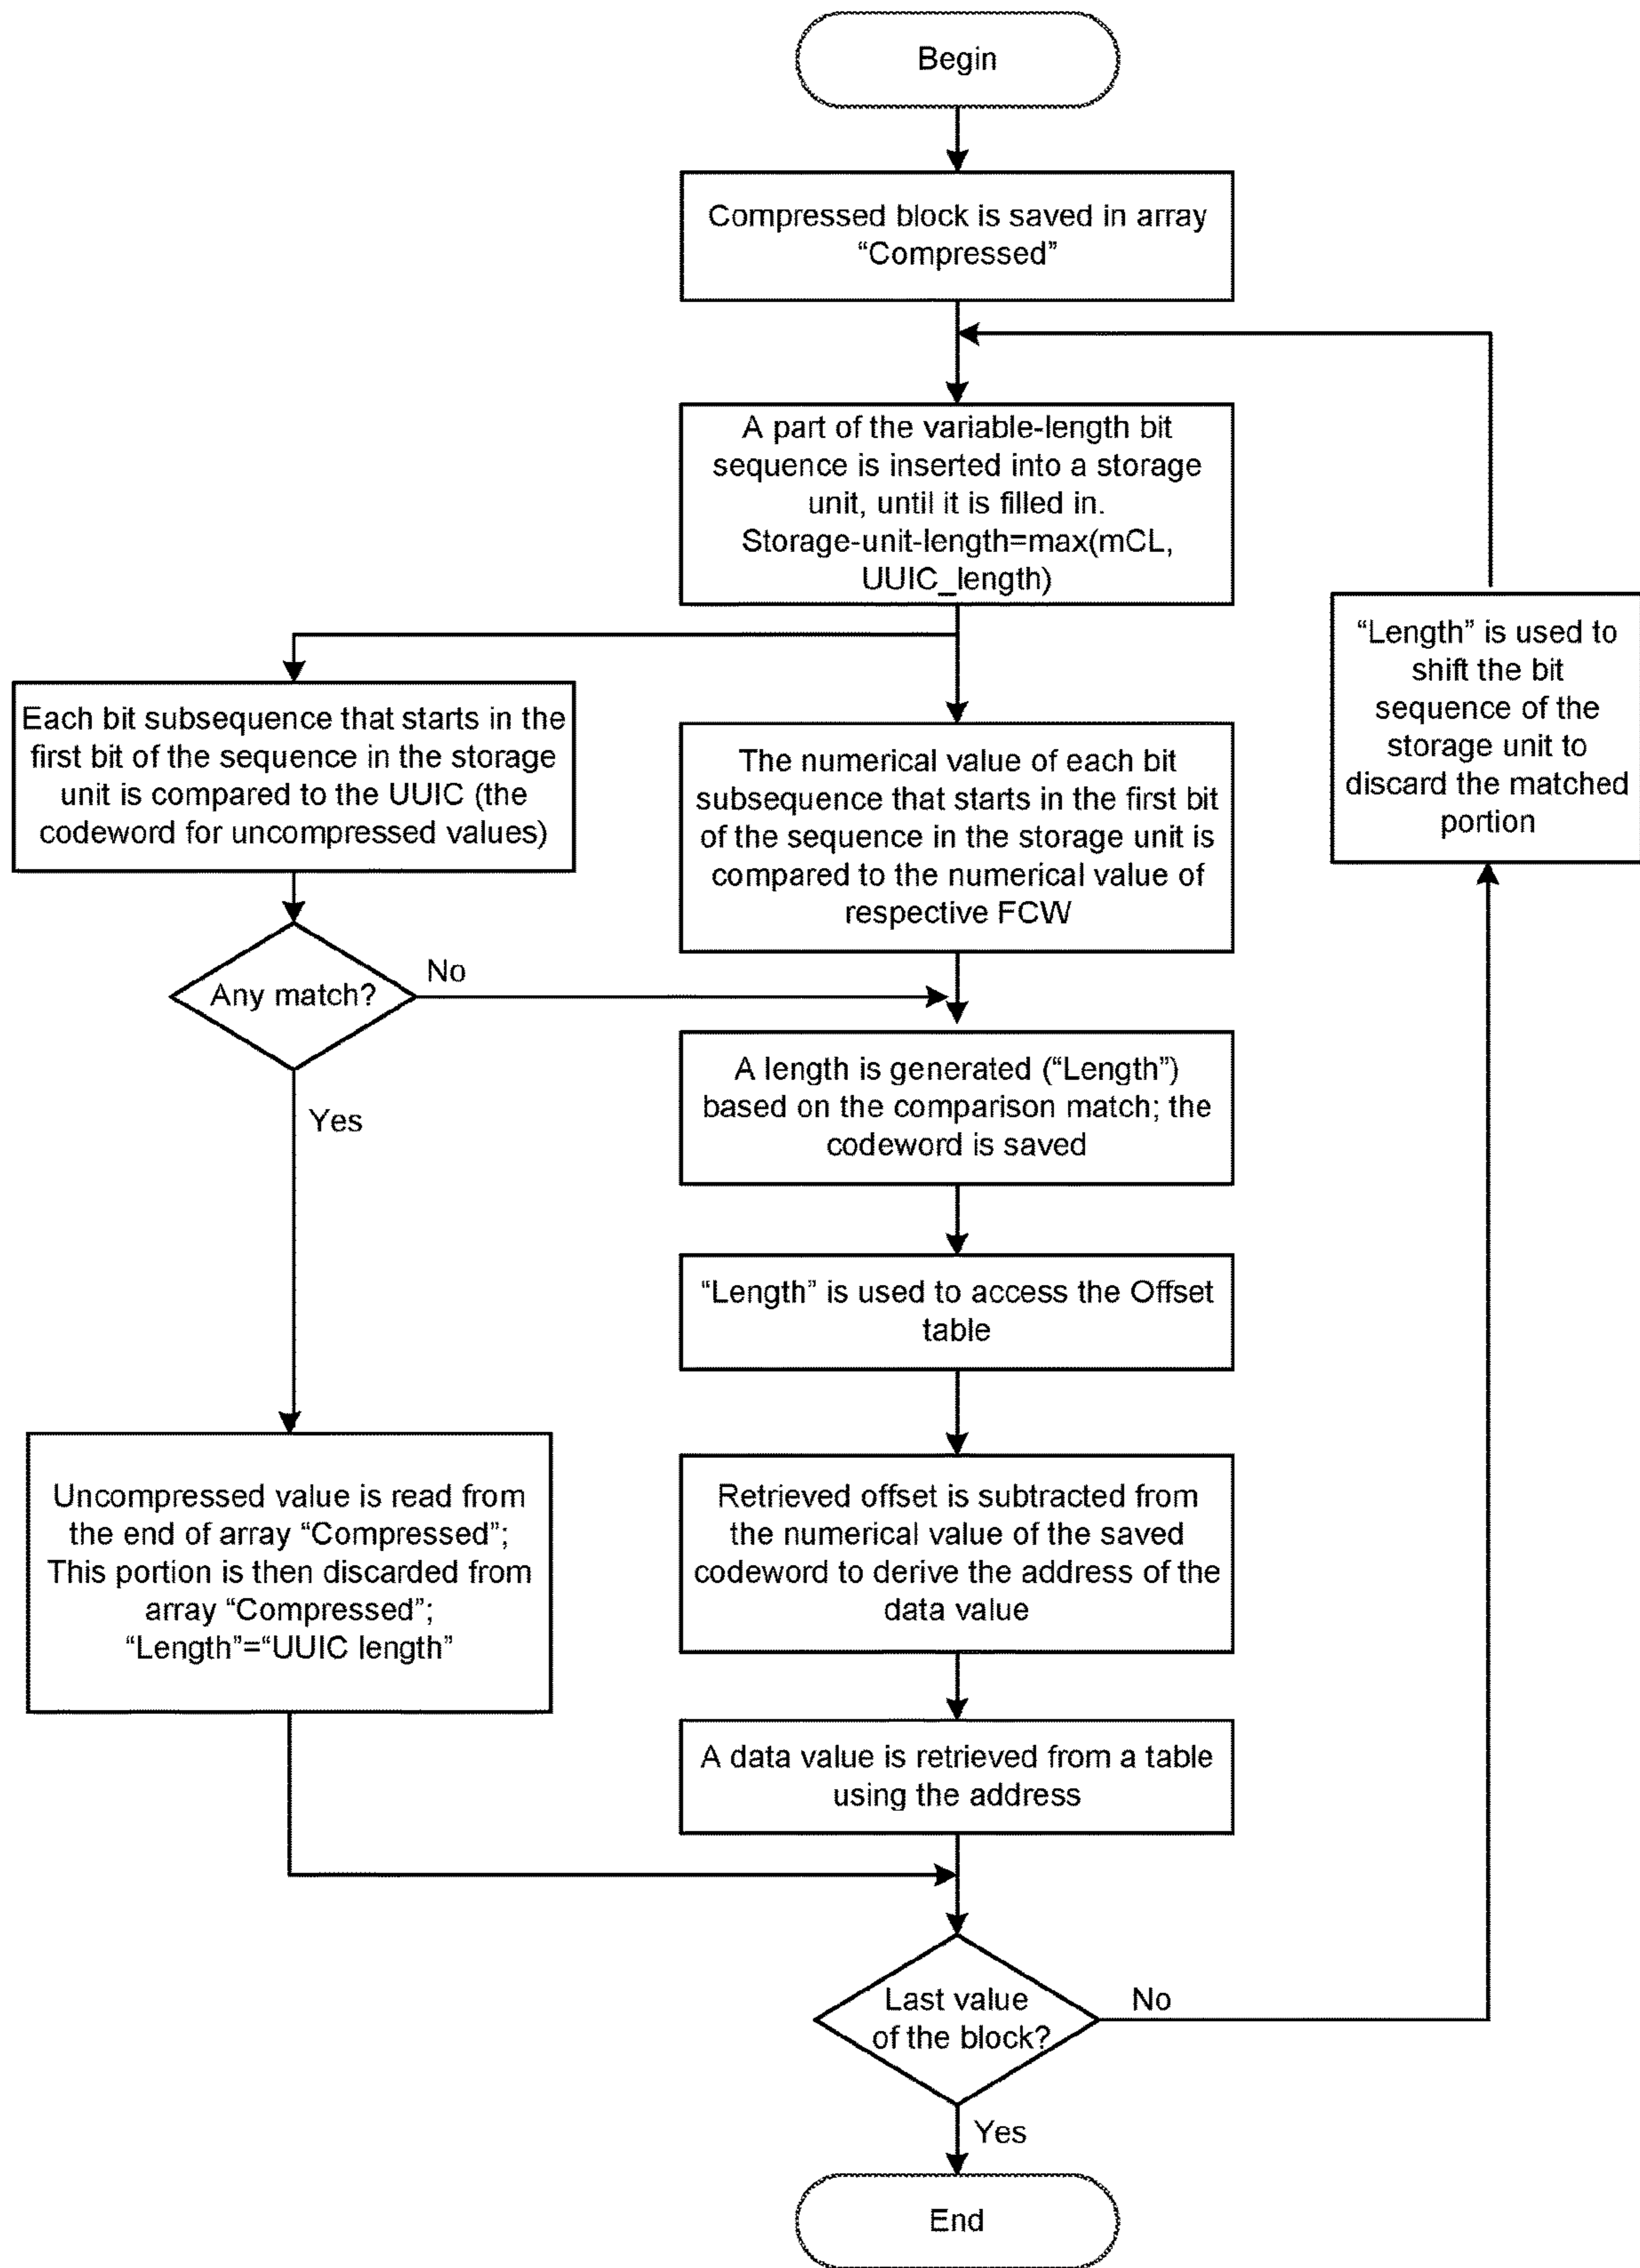 Begin
Compressed block is saved in array
“Compressed”
A part of the variable-length bit
sequence is inserted into a storage
unit, until it is filled in.
Storage-unit-length=max(mCL,
UUIC_length)
“Length” is used to
shift the bit
sequence of the
storage unit to
discard the matched
portion
Each bit subsequence that starts in the
first bit of the sequence in the storage
unit is compared to the UUIC (the
codeword for uncompressed values)
The numerical value of each bit
subsequence that starts in the first bit
of the sequence in the storage unit is
compared to the numerical value of
respective FCW
Any match?
No
Yes
A length is generated (“Length”)
based on the comparison match; the
codeword is saved
“Length” is used to access the Offset
table
Uncompressed value is read from
the end of array “Compressed”;
This portion is then discarded from
array “Compressed”;
“Length”=“UUIC length”
Retrieved offset is subtracted from
the numerical value of the saved
codeword to derive the address of the
data value
A data value is retrieved from a table
using the address
Last value
of the block?
No
Yes
End